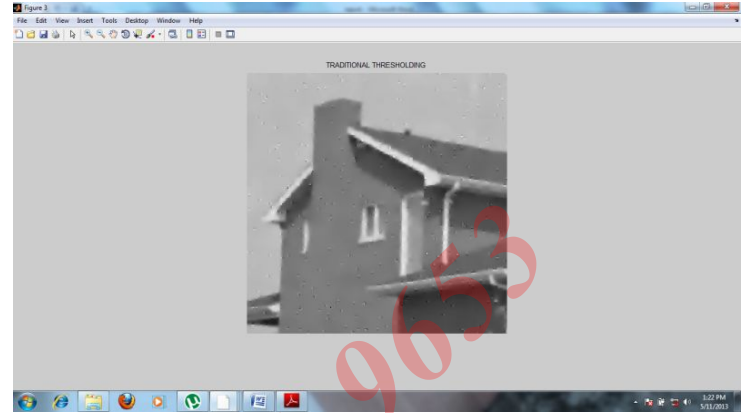 Figure 3
File Edit View Insert Tools Desktop Window Help
TRADITIONAL THRESHOLDING
9653
1:22 PM
5/11/2013